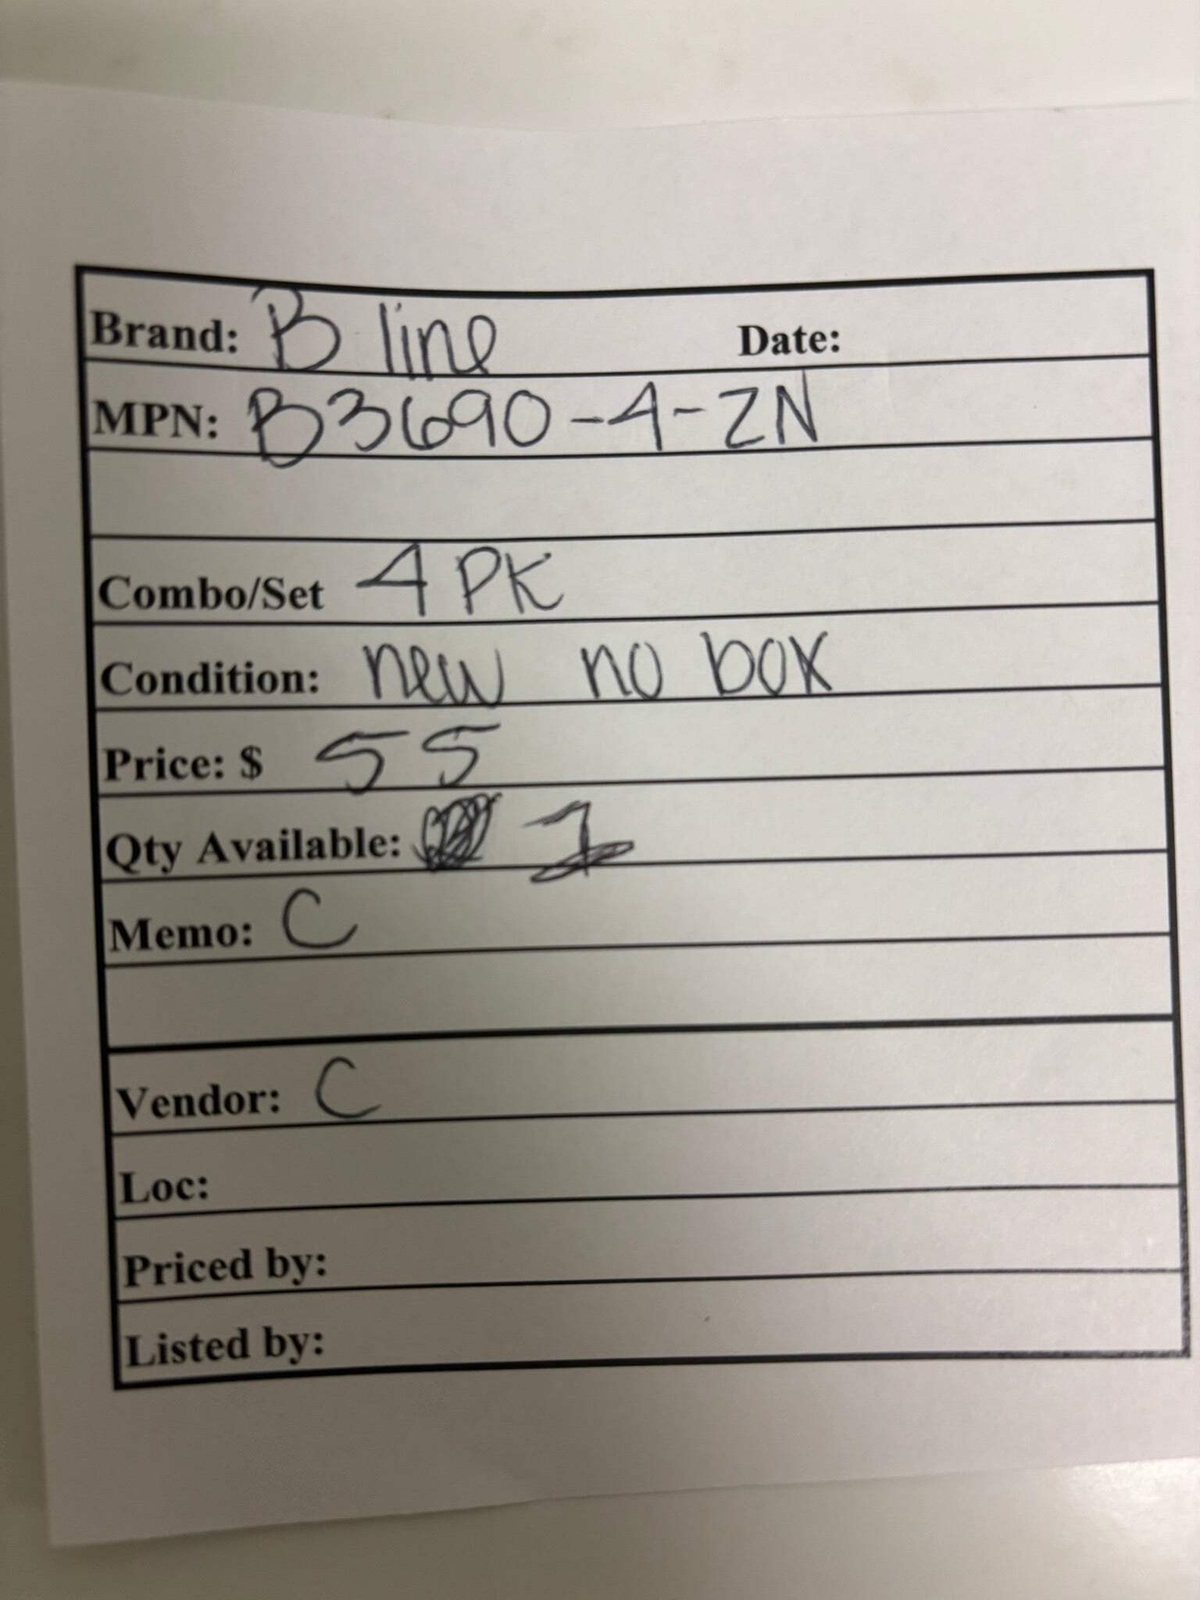 Brand: B line Date:
MPN: B3690-4-ZN
Combo/Set 4 PK
Condition: new no box
Price: $ 55
Qty Available: 1
Memo: C
Vendor: C
Loc:
Priced by:
Listed by: